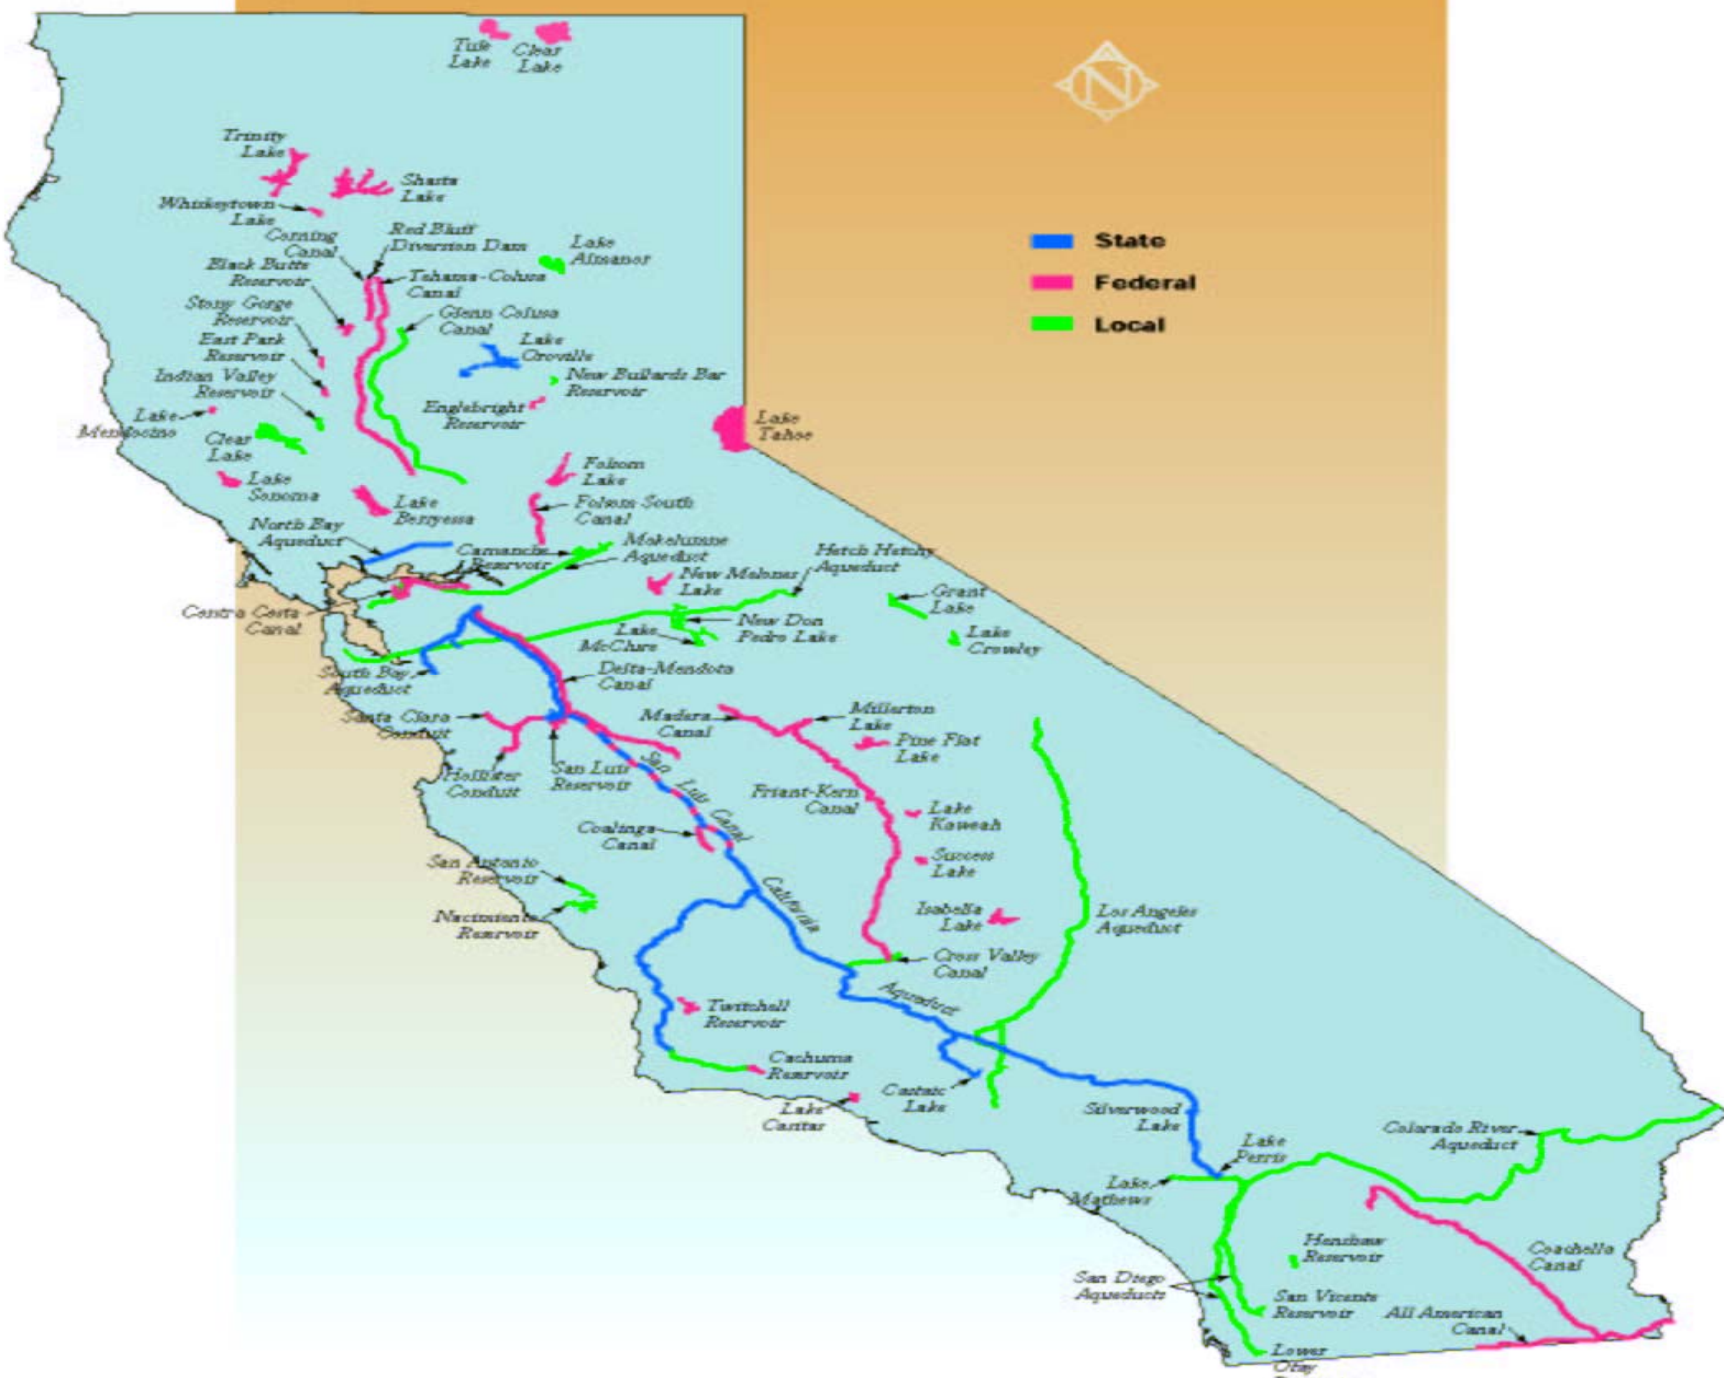 N
Tule
Lake
Clear
Lake
Trinity
Lake
Shasta
Lake
Whiskeytown
Lake
Corning
Canal
Red Bluff
Diversion Dam
Lake
Almanor
Black Butte
Reservoir
Tehama-Colusa
Canal
Stony Gorge
Reservoir
Glenn Colusa
Canal
East Park
Reservoir
Lake
Oroville
Indian Valley
Reservoir
New Bullards Bar
Reservoir
Englebright
Reservoir
Lake
Mendocino
Clear
Lake
Lake
Tahoe
Lake
Sonoma
Folsom
Lake
Lake
Berryessa
Folsom South
Canal
North Bay
Aqueduct
Camanche
Reservoir
Mokelumne
Aqueduct
Hetch Hetchy
Aqueduct
New Melones
Lake
Contra Costa
Canal
Grant
Lake
New Don
Pedro Lake
Lake
McClure
Lake
Crowley
South Bay
Aqueduct
Delta-Mendota
Canal
Santa Clara
Conduit
Madera
Canal
Millerton
Lake
Pine Flat
Lake
Hollister
Conduit
San Luis
Reservoir
San Luis Canal
Friant-Kern
Canal
Lake
Kaweah
Coalinga
Canal
Success
Lake
San Antonio
Reservoir
Nacimiento
Reservoir
California
Aqueduct
Isabella
Lake
Los Angeles
Aqueduct
Cross Valley
Canal
Twitchell
Reservoir
Cachuma
Reservoir
Lake
Casitas
Castaic
Lake
Silverwood
Lake
Lake
Perris
Colorado River
Aqueduct
Lake
Mathews
Henshaw
Reservoir
Coachella
Canal
San Diego
Aqueducts
San Vicente
Reservoir
All American
Canal
Lower
Otay
State
Federal
Local